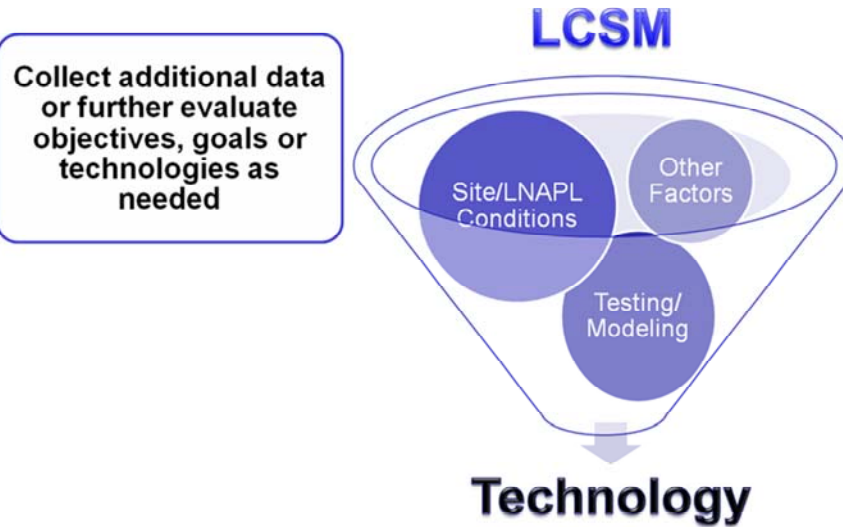 LCSM
Collect additional data
or further evaluate
objectives, goals or
technologies as
needed
Site/LNAPL
Conditions
Other
Factors
Testing/
Modeling
Technology